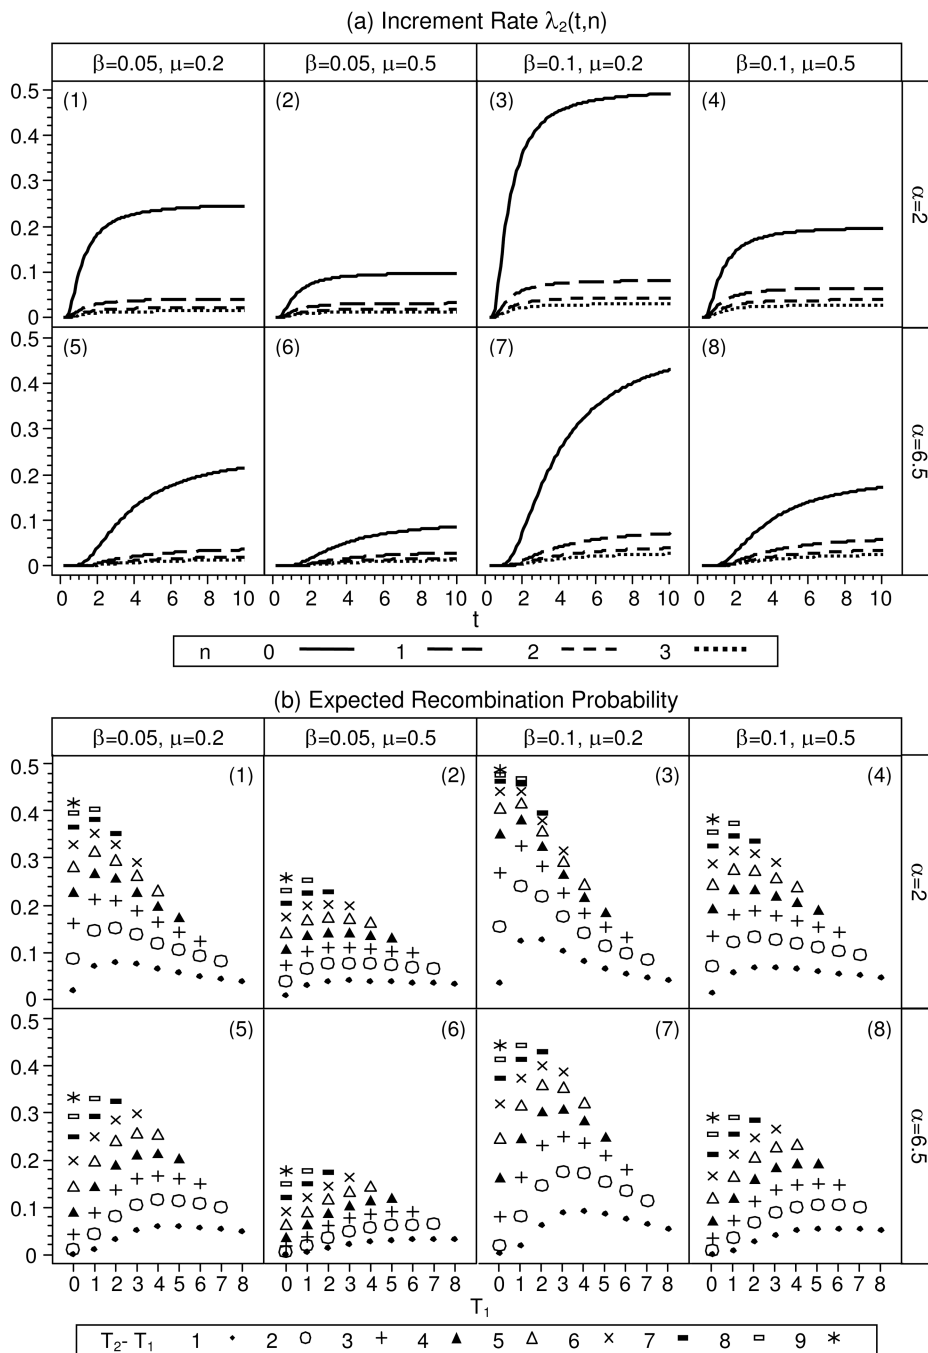 (a) Increment Rate λ₂(t,n)
β=0.05, μ=0.2 β=0.05, μ=0.5 β=0.1, μ=0.2 β=0.1, μ=0.5
(1) (2) (3) (4)
0.5
0.4
0.3
0.2
0.1
0
α=2
(5) (6) (7) (8)
0.5
0.4
0.3
0.2
0.1
0
α=6.5
0 2 4 6 8 10 0 2 4 6 8 10 0 2 4 6 8 10 0 2 4 6 8 10
t
n 0 1 2 3
(b) Expected Recombination Probability
β=0.05, μ=0.2 β=0.05, μ=0.5 β=0.1, μ=0.2 β=0.1, μ=0.5
(1) (2) (3) (4)
0.5
0.4
0.3
0.2
0.1
0
α=2
(5) (6) (7) (8)
0.5
0.4
0.3
0.2
0.1
0
α=6.5
0 1 2 3 4 5 6 7 8 0 1 2 3 4 5 6 7 8 0 1 2 3 4 5 6 7 8 0 1 2 3 4 5 6 7 8
T₁
T₂- T₁ 1 2 3 4 5 6 7 8 9